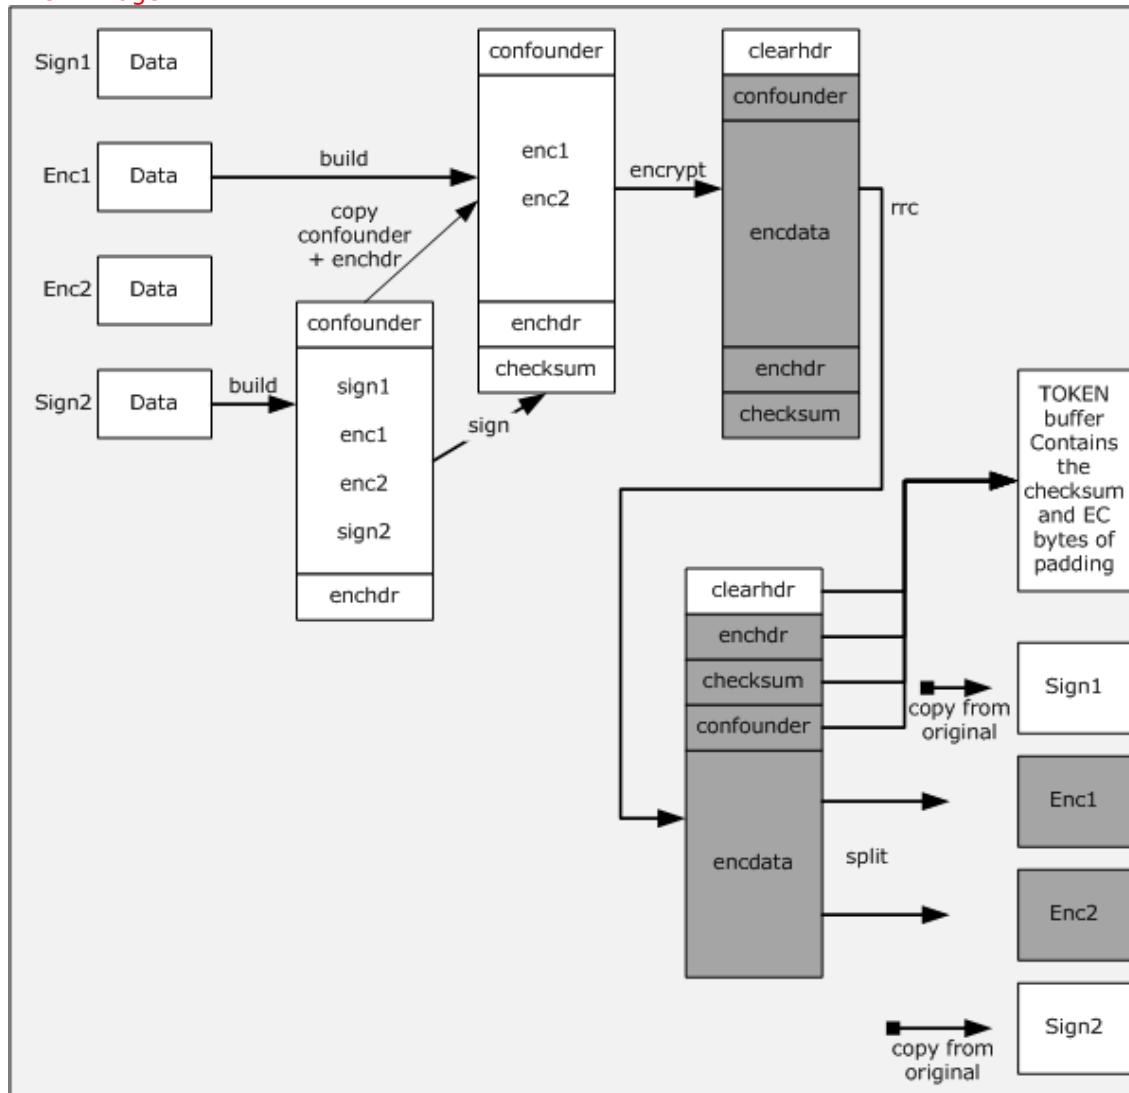 Sign1
Data
Enc1
Data
Enc2
Data
Sign2
Data
build
build
copy
confounder
+ enchdr
confounder
sign1
enc1
enc2
sign2
enchdr
sign
confounder
enc1
enc2
enchdr
checksum
encrypt
clearhdr
confounder
encdata
enchdr
checksum
rrc
clearhdr
enchdr
checksum
confounder
encdata
split
TOKEN
buffer
Contains
the
checksum
and EC
bytes of
padding
copy from
original
Sign1
Enc1
Enc2
copy from
original
Sign2